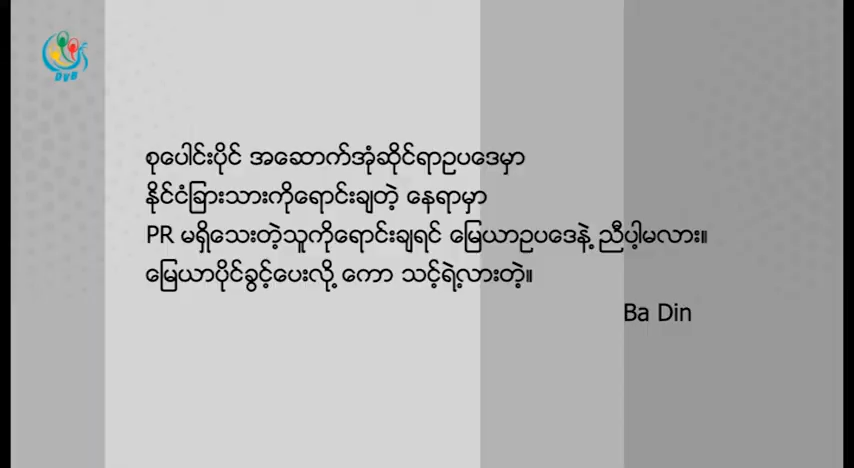 DVB
စုပေါင်းပိုင် အဆောက်အုံဆိုင်ရာဥပဒေမှာ
နိုင်ငံခြားသားကိုရောင်းချတဲ့ နေရာမှာ
PR မရှိသေးတဲ့သူကိုရောင်းချရင် မြေယာဥပဒေနဲ့ ညီပါ့မလား။
မြေယာပိုင်ခွင့်ပေးလို့ ကော သင့်ရဲ့လားတဲ့။
Ba Din